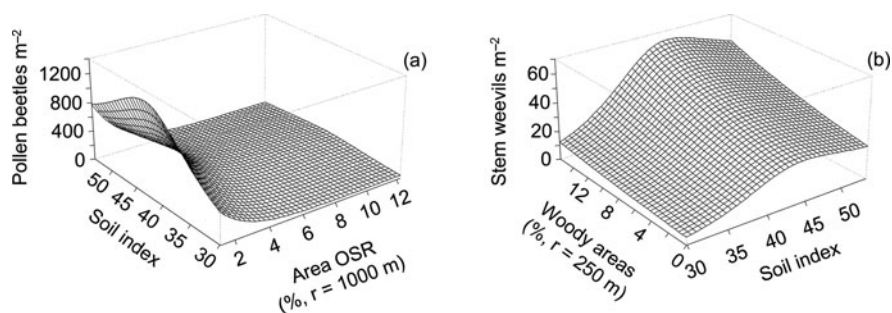 (a)
Pollen beetles m⁻²
1200
800
400
0
50
45
40
35
30
Soil index
2
4
6
8
10
12
Area OSR
(%, r = 1000 m)
(b)
Stem weevils m⁻²
60
40
20
0
12
8
4
0
Woody areas
(%, r = 250 m)
30
35
40
45
50
Soil index